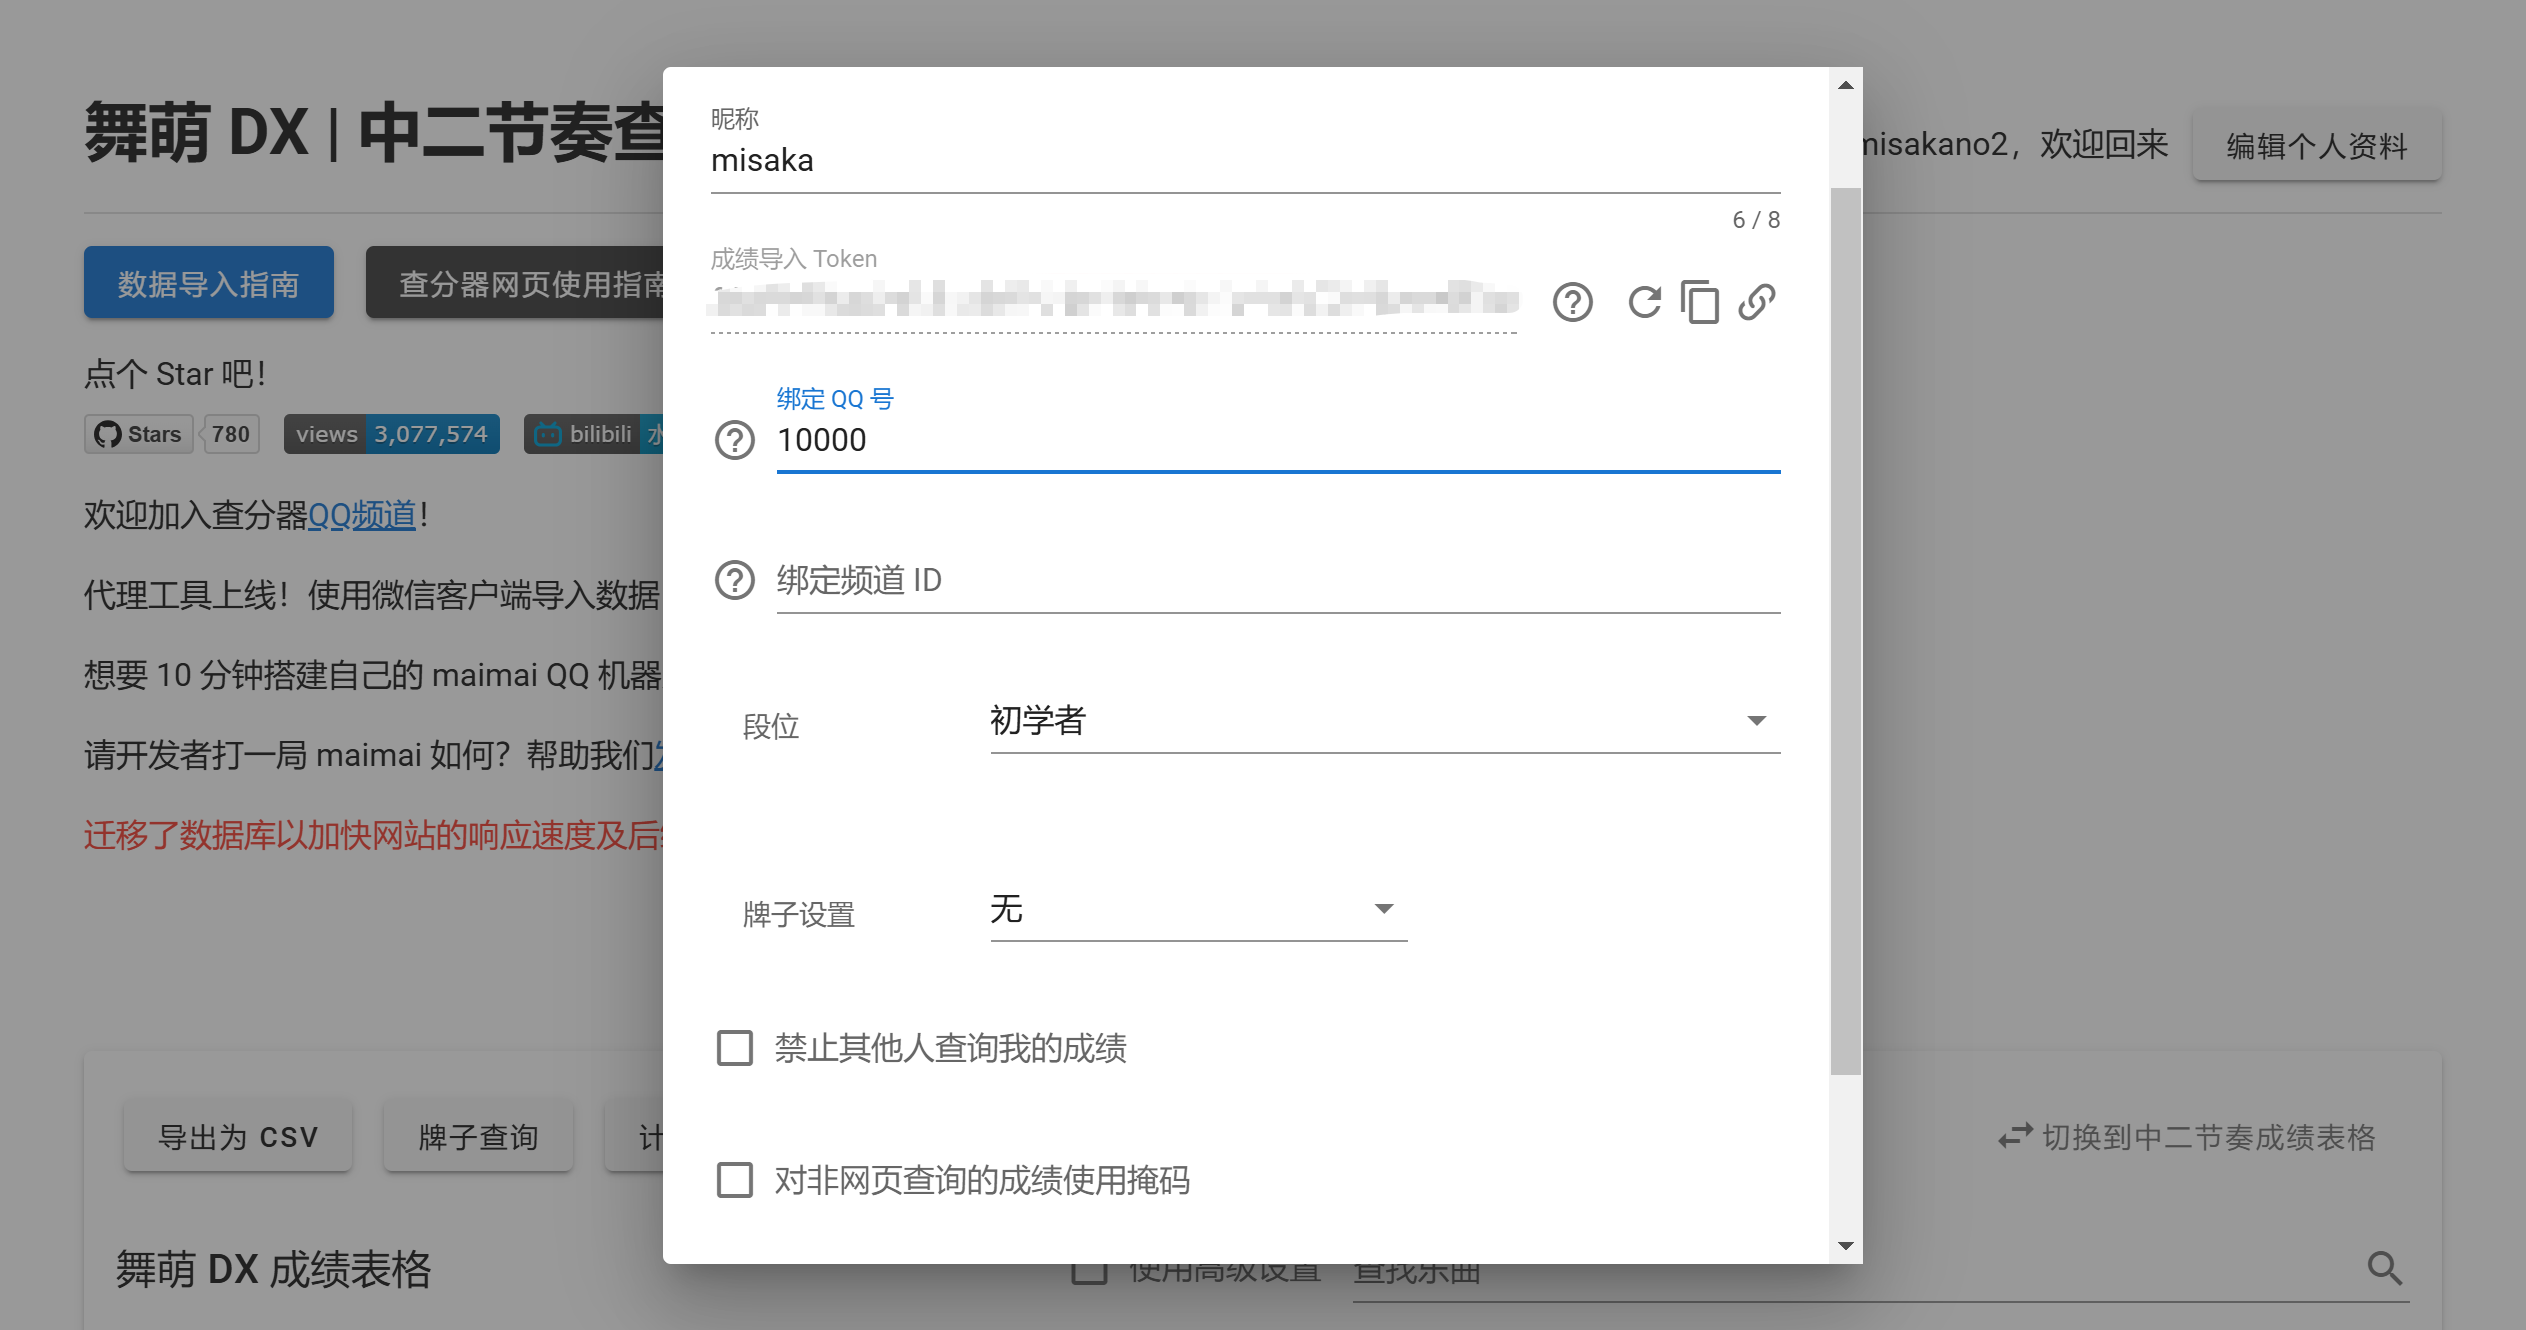 舞萌 DX | 中二节奏查
misakano2，欢迎回来
编辑个人资料
数据导入指南
查分器网页使用指南
点个 Star 吧！
Stars
780
views 3,077,574
bilibili
欢迎加入查分器QQ频道！
代理工具上线！使用微信客户端导入数据
想要 10 分钟搭建自己的 maimai QQ 机器
请开发者打一局 maimai 如何？帮助我们
迁移了数据库以加快网站的响应速度及后
昵称
misaka
6 / 8
成绩导入 Token
绑定 QQ 号
10000
绑定频道 ID
段位
初学者
牌子设置
无
禁止其他人查询我的成绩
对非网页查询的成绩使用掩码
导出为 CSV
牌子查询
计
切换到中二节奏成绩表格
舞萌 DX 成绩表格
使用高级设置
查找乐曲